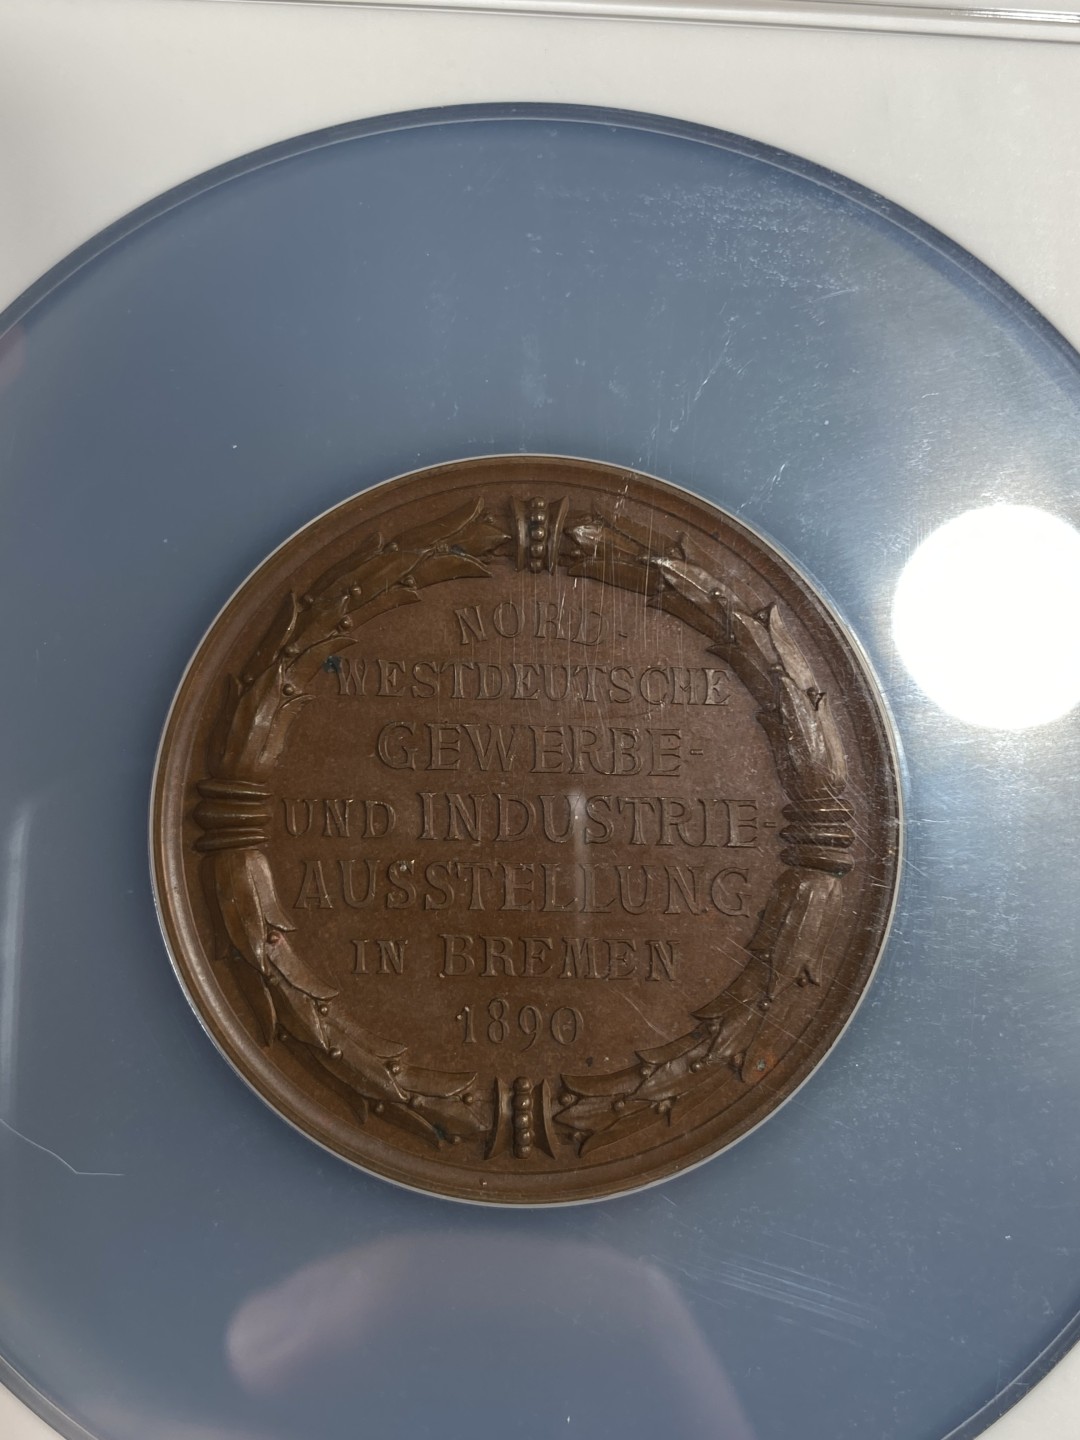 NORD-
WESTDEUTSCHE
GEWERBE-
UND INDUSTRIE-
AUSSTELLUNG
IN BREMEN
1890